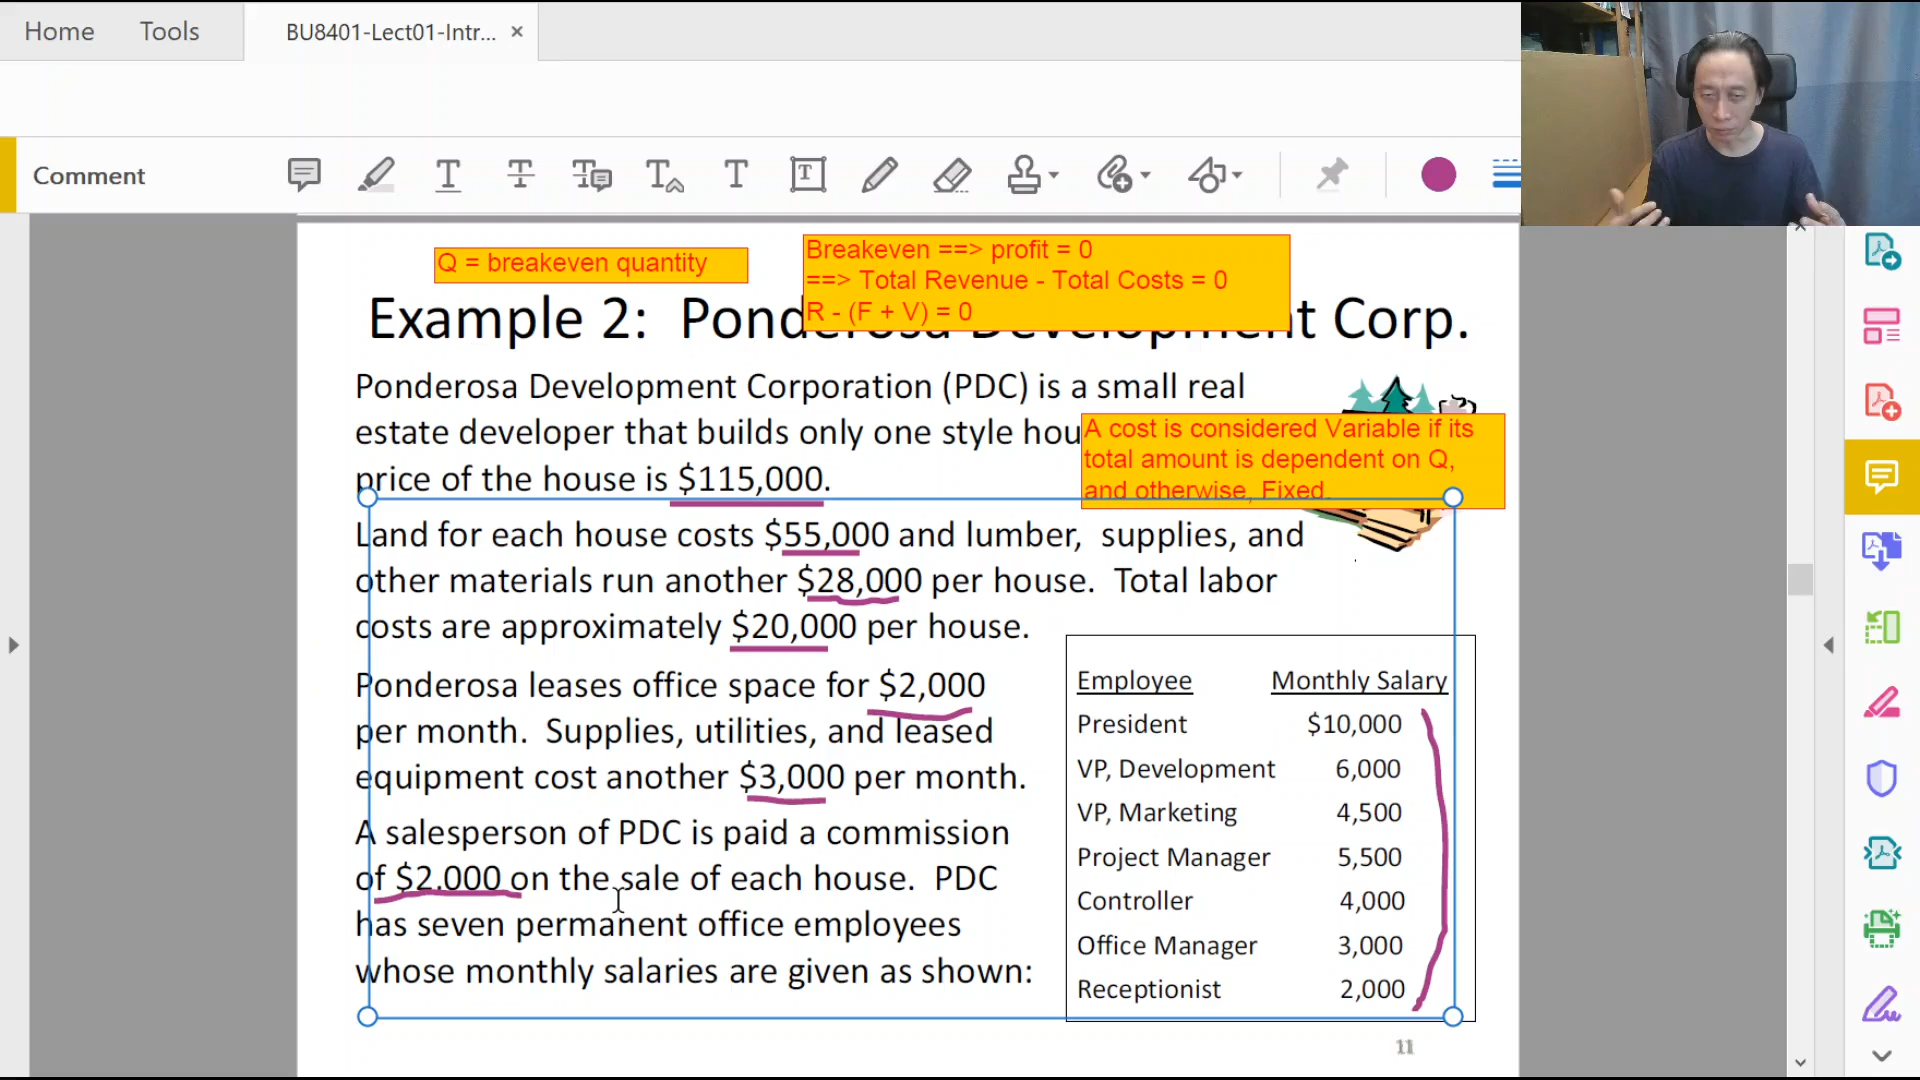 Home Tools BU8401-Lect01-Intr...
Comment
Q = breakeven quantity
Breakeven ==> profit = 0
==> Total Revenue - Total Costs = 0
R - (F + V) = 0
Example 2: Ponderosa Development Corp.
Ponderosa Development Corporation (PDC) is a small real
estate developer that builds only one style hou
price of the house is $115,000.
A cost is considered Variable if its
total amount is dependent on Q,
and otherwise, Fixed.
Land for each house costs $55,000 and lumber, supplies, and
other materials run another $28,000 per house. Total labor
costs are approximately $20,000 per house.
Ponderosa leases office space for $2,000
per month. Supplies, utilities, and leased
equipment cost another $3,000 per month.
A salesperson of PDC is paid a commission
of $2.000 on the sale of each house. PDC
has seven permanent office employees
whose monthly salaries are given as shown:
Employee Monthly Salary
President $10,000
VP, Development 6,000
VP, Marketing 4,500
Project Manager 5,500
Controller 4,000
Office Manager 3,000
Receptionist 2,000
11